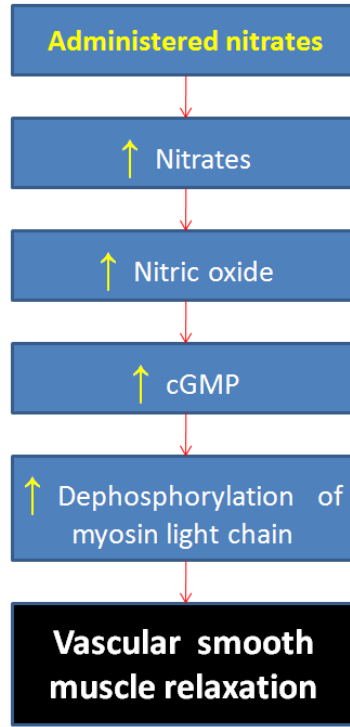 Administered nitrates
↑ Nitrates
↑ Nitric oxide
↑ cGMP
↑ Dephosphorylation of
myosin light chain
Vascular smooth
muscle relaxation